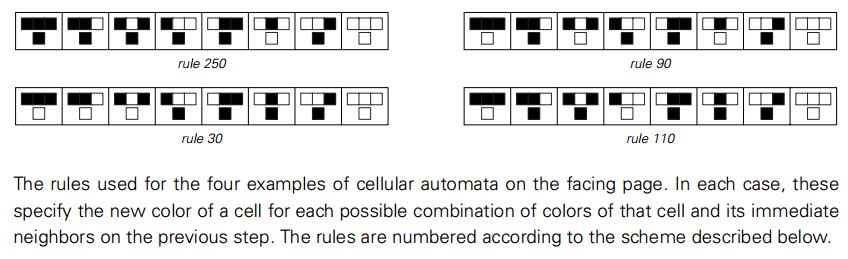 rule 250
rule 90
rule 30
rule 110
The rules used for the four examples of cellular automata on the facing page. In each case, these
specify the new color of a cell for each possible combination of colors of that cell and its immediate
neighbors on the previous step. The rules are numbered according to the scheme described below.